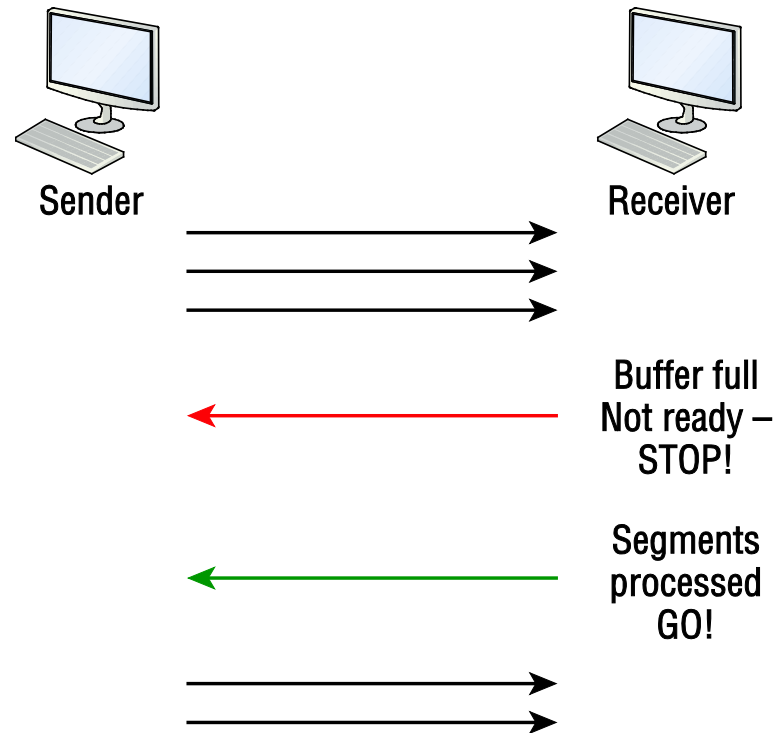 Sender
Receiver
Buffer full
Not ready –
STOP!
Segments
processed
GO!